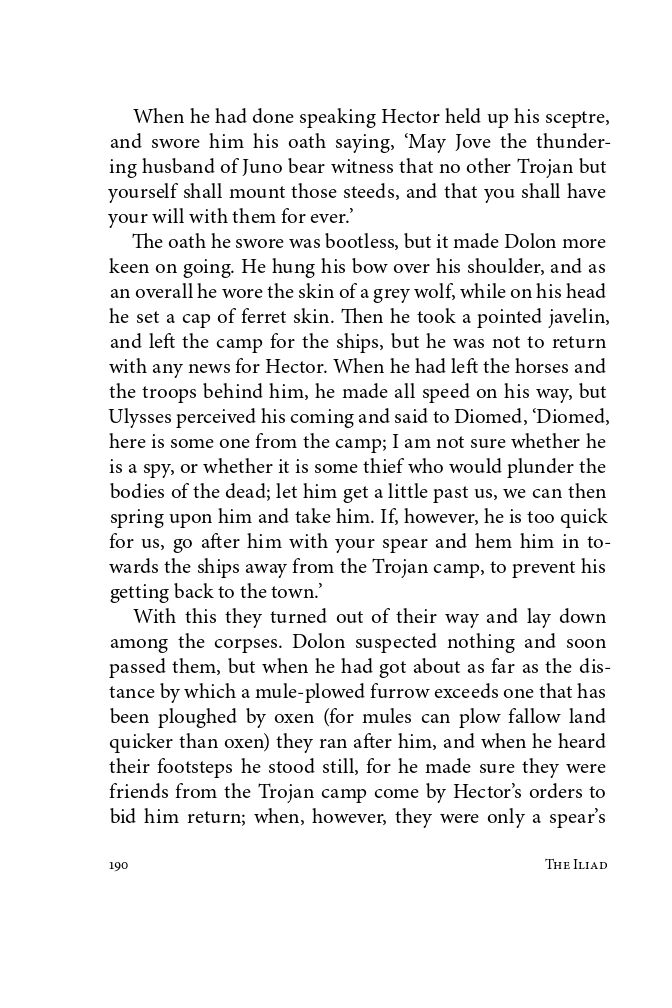 When he had done speaking Hector held up his sceptre,
and swore him his oath saying, ‘May Jove the thunder-
ing husband of Juno bear witness that no other Trojan but
yourself shall mount those steeds, and that you shall have
your will with them for ever.’
The oath he swore was bootless, but it made Dolon more
keen on going. He hung his bow over his shoulder, and as
an overall he wore the skin of a grey wolf, while on his head
he set a cap of ferret skin. Then he took a pointed javelin,
and left the camp for the ships, but he was not to return
with any news for Hector. When he had left the horses and
the troops behind him, he made all speed on his way, but
Ulysses perceived his coming and said to Diomed, ‘Diomed,
here is some one from the camp; I am not sure whether he
is a spy, or whether it is some thief who would plunder the
bodies of the dead; let him get a little past us, we can then
spring upon him and take him. If, however, he is too quick
for us, go after him with your spear and hem him in to-
wards the ships away from the Trojan camp, to prevent his
getting back to the town.’
With this they turned out of their way and lay down
among the corpses. Dolon suspected nothing and soon
passed them, but when he had got about as far as the dis-
tance by which a mule-plowed furrow exceeds one that has
been ploughed by oxen (for mules can plow fallow land
quicker than oxen) they ran after him, and when he heard
their footsteps he stood still, for he made sure they were
friends from the Trojan camp come by Hector’s orders to
bid him return; when, however, they were only a spear’s
190 The Iliad